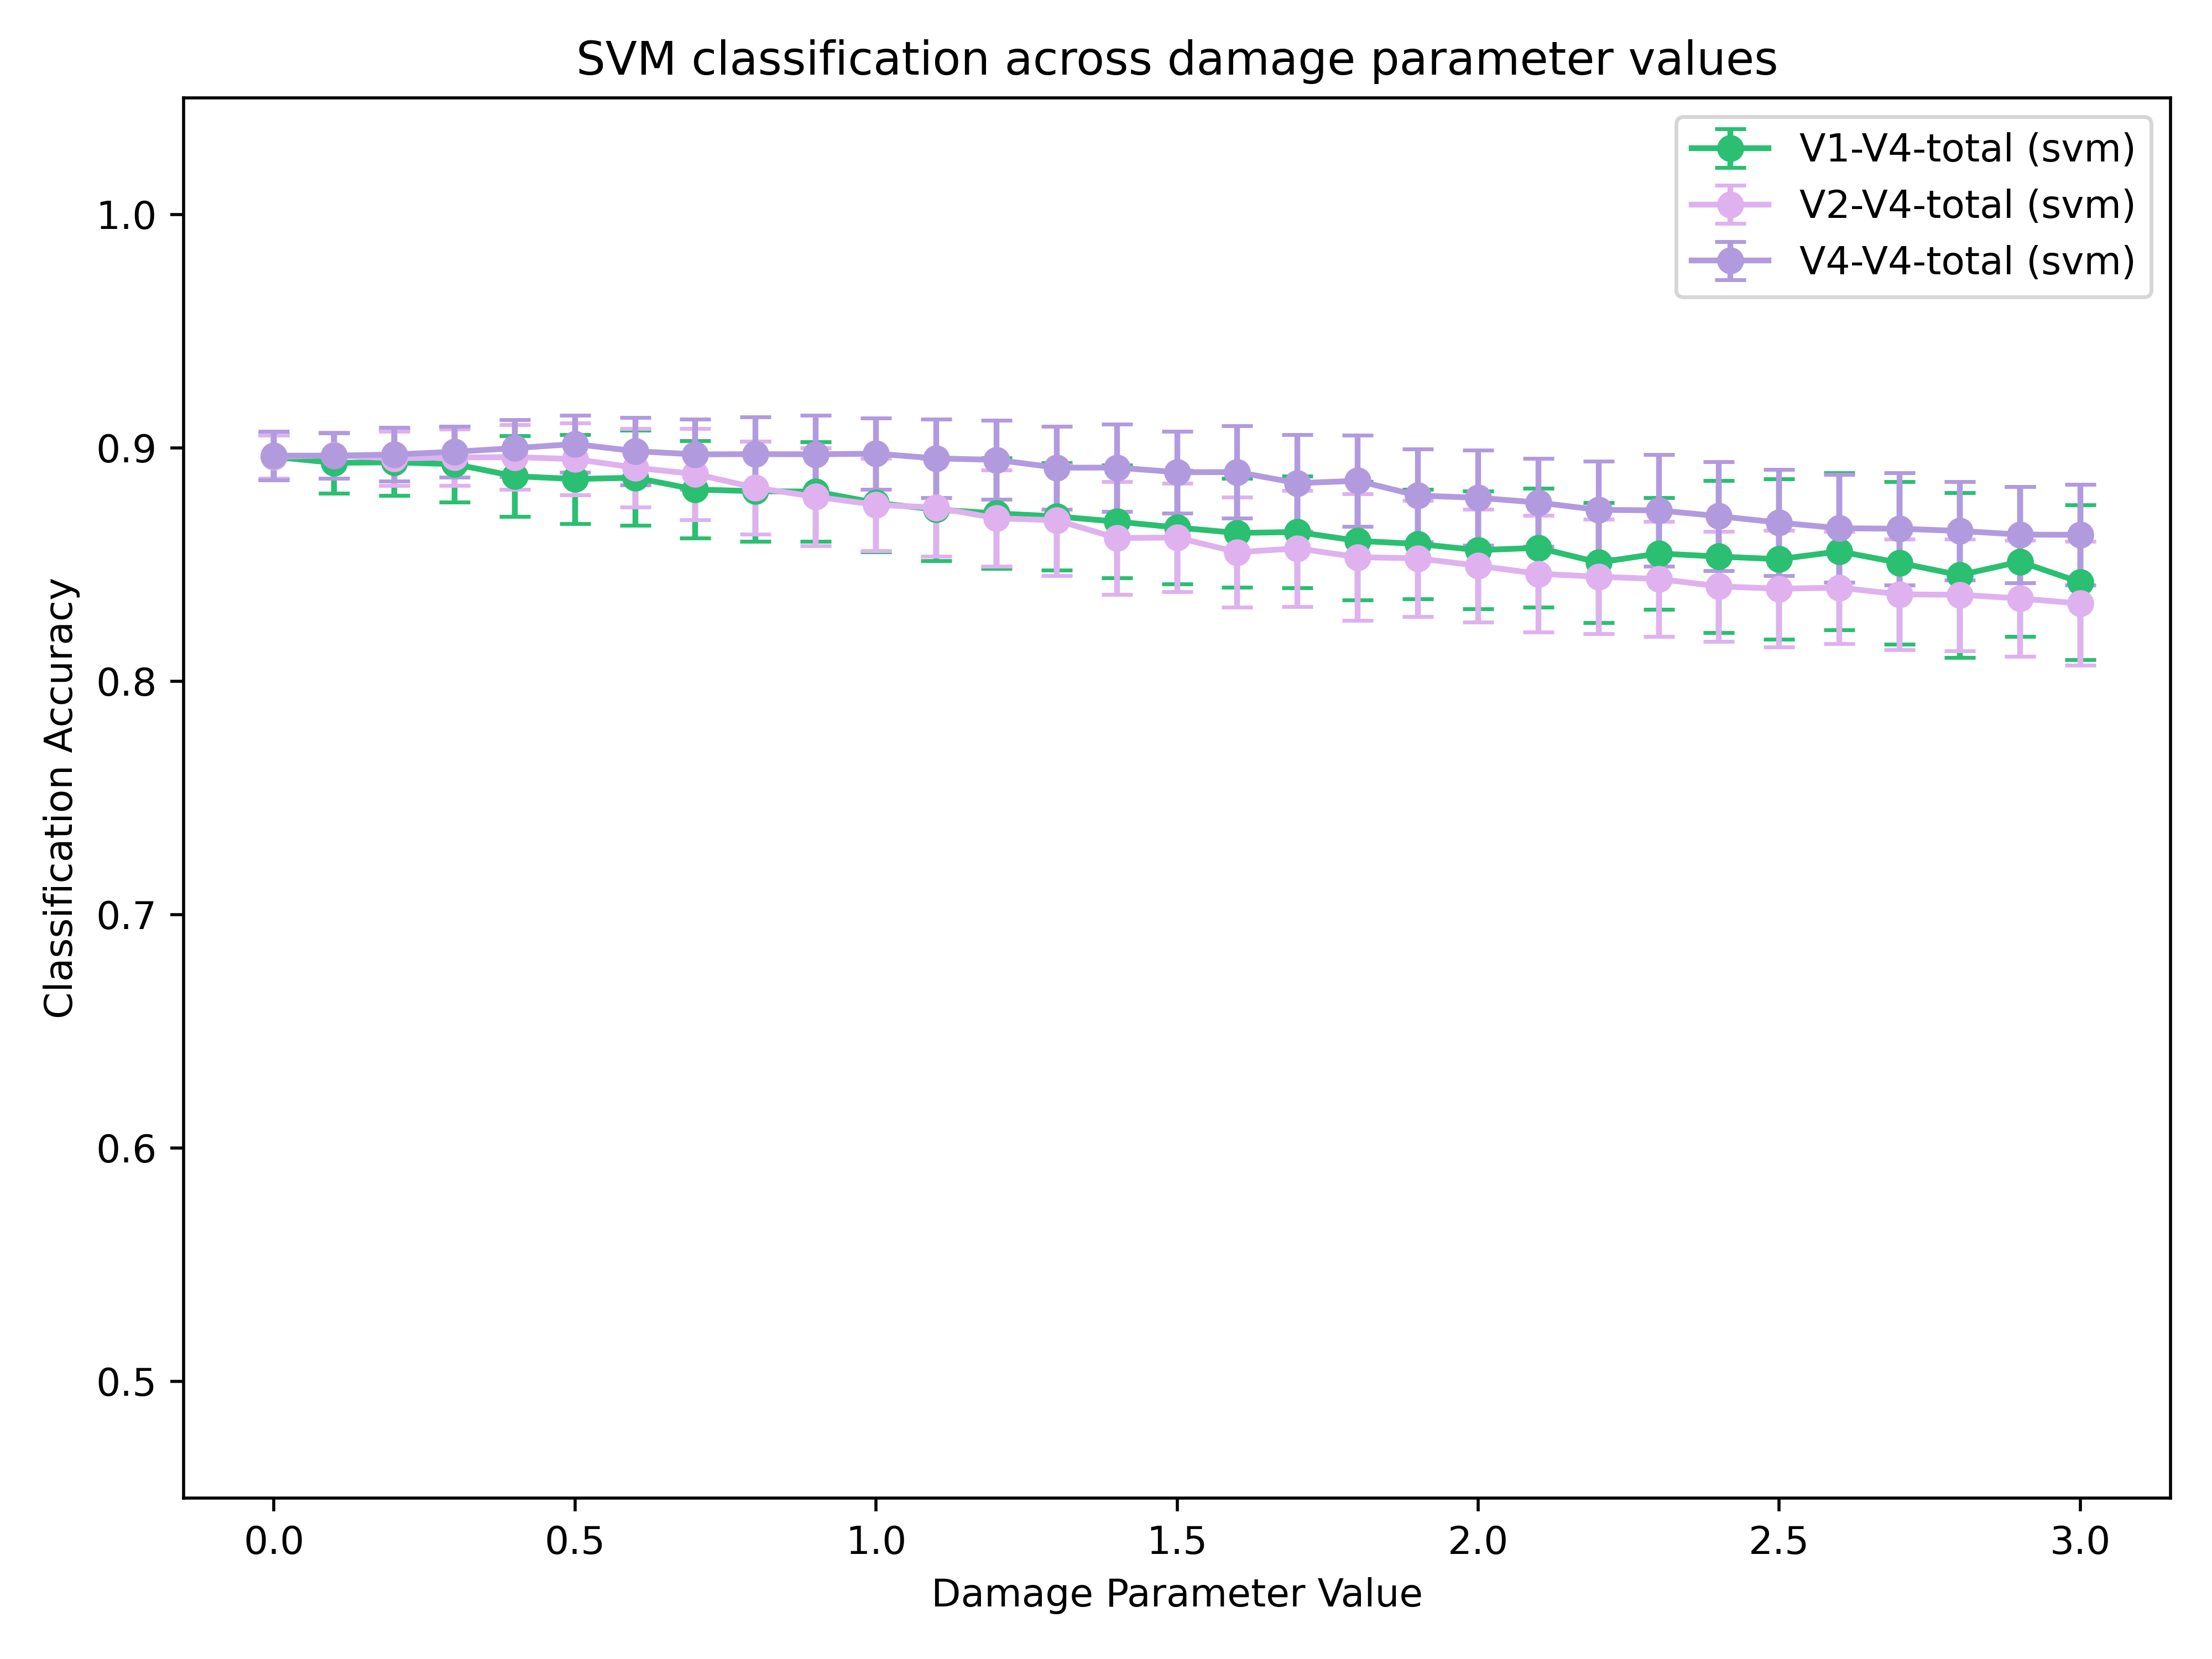 SVM classification across damage parameter values
V1-V4-total (svm)
V2-V4-total (svm)
V4-V4-total (svm)
Classification Accuracy
1.0
0.9
0.8
0.7
0.6
0.5
0.0 0.5 1.0 1.5 2.0 2.5 3.0
Damage Parameter Value